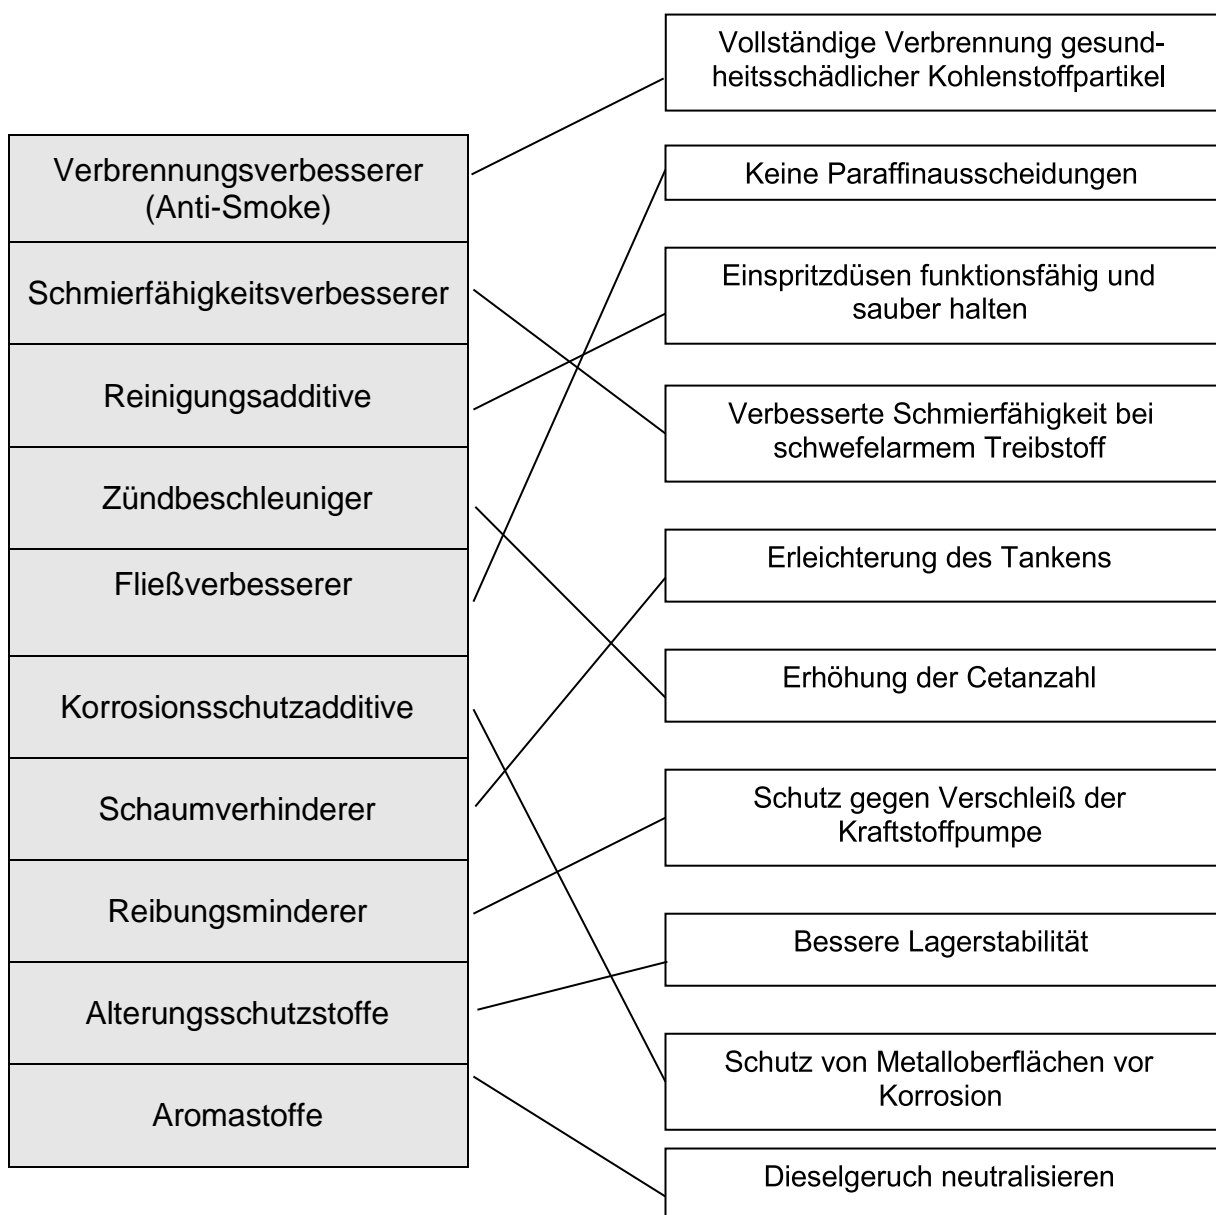 Verbrennungsverbesserer
(Anti-Smoke)
Schmierfähigkeitsverbesserer
Reinigungsadditive
Zündbeschleuniger
Fließverbesserer
Korrosionsschutzadditive
Schaumverhinderer
Reibungsminderer
Alterungsschutzstoffe
Aromastoffe
Vollständige Verbrennung gesund-
heitsschädlicher Kohlenstoffpartikel
Keine Paraffinausscheidungen
Einspritzdüsen funktionsfähig und
sauber halten
Verbesserte Schmierfähigkeit bei
schwefelarmem Treibstoff
Erleichterung des Tankens
Erhöhung der Cetanzahl
Schutz gegen Verschleiß der
Kraftstoffpumpe
Bessere Lagerstabilität
Schutz von Metalloberflächen vor
Korrosion
Dieselgeruch neutralisieren